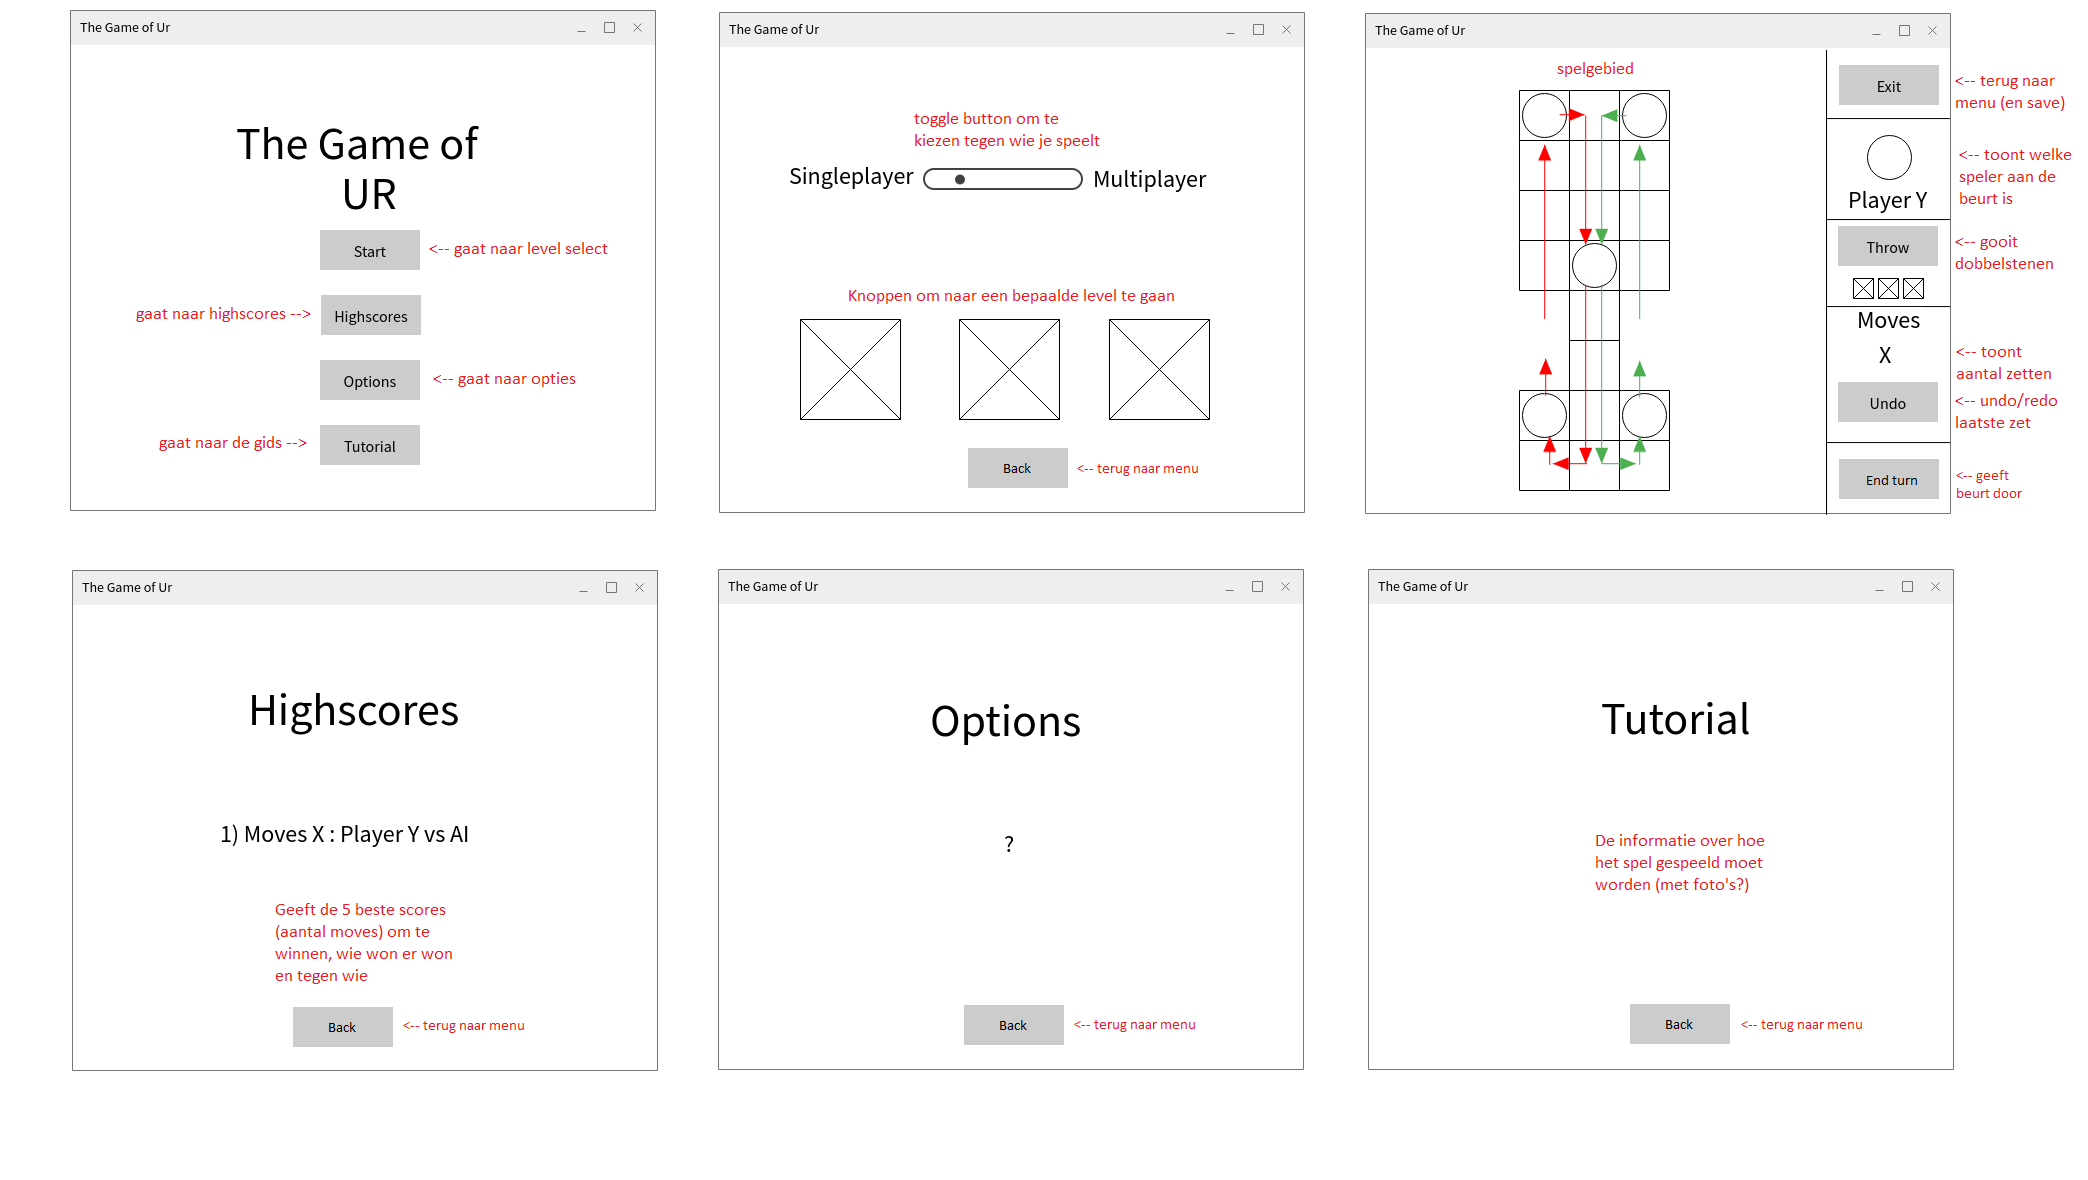 The Game of Ur
The Game of
UR
Start
<-- gaat naar level select
gaat naar highscores -->
Highscores
Options
<-- gaat naar opties
gaat naar de gids -->
Tutorial
The Game of Ur
toggle button om te
kiezen tegen wie je speelt
Singleplayer
Multiplayer
Knoppen om naar een bepaalde level te gaan
Back
<-- terug naar menu
The Game of Ur
spelgebied
Exit
<-- terug naar
menu (en save)
<-- toont welke
speler aan de
beurt is
Player Y
Throw
<-- gooit
dobbelstenen
Moves
X
<-- toont
aantal zetten
Undo
<-- undo/redo
laatste zet
End turn
<-- geeft
beurt door
The Game of Ur
Highscores
1) Moves X : Player Y vs AI
Geeft de 5 beste scores
(aantal moves) om te
winnen, wie won er won
en tegen wie
Back
<-- terug naar menu
The Game of Ur
Options
?
Back
<-- terug naar menu
The Game of Ur
Tutorial
De informatie over hoe
het spel gespeeld moet
worden (met foto's?)
Back
<-- terug naar menu